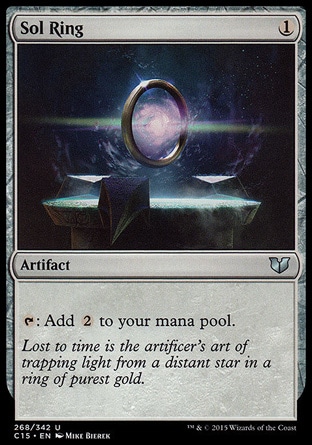 Sol Ring 1
Artifact
: Add 2 to your mana pool.
Lost to time is the artificer's art of
trapping light from a distant star in a
ring of purest gold.
268/342 U
C15 • EN Mike Bierek
™ & © 2015 Wizards of the Coast